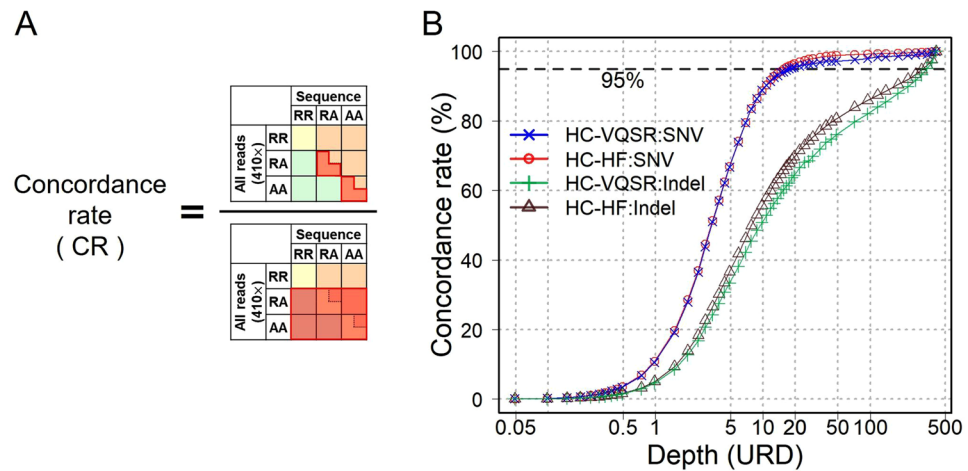 A
Concordance
rate
( CR )
=
Sequence
RR RA AA
All reads
(410×)
RR
RA
AA
Sequence
RR RA AA
All reads
(410×)
RR
RA
AA
B
Concordance rate (%)
100
80
60
40
20
0
95%
HC-VQSR:SNV
HC-HF:SNV
HC-VQSR:Indel
HC-HF:Indel
0.05 0.5 1 5 10 20 50 100 500
Depth (URD)